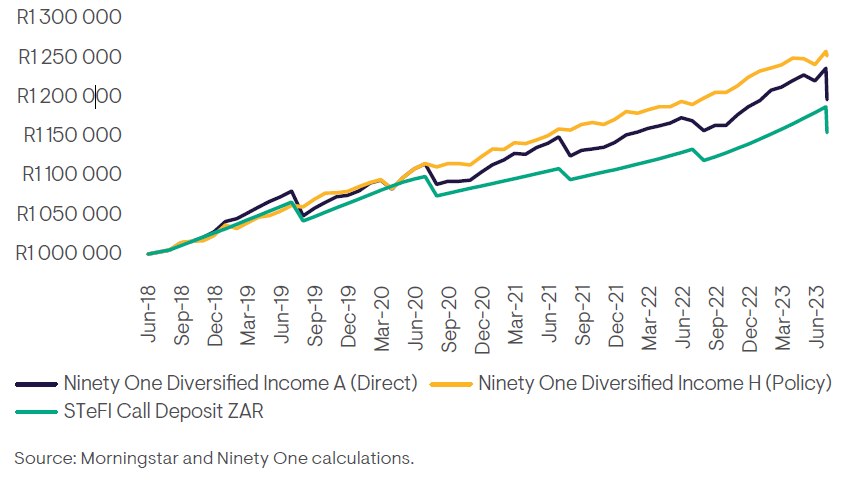 R1 300 000
R1 250 000
R1 200 000
R1 150 000
R1 100 000
R1 050 000
R1 000 000
Jun-18
Sep-18
Dec-18
Mar-19
Jun-19
Sep-19
Dec-19
Mar-20
Jun-20
Sep-20
Dec-20
Mar-21
Jun-21
Sep-21
Dec-21
Mar-22
Jun-22
Sep-22
Dec-22
Mar-23
Jun-23
Ninety One Diversified Income A (Direct)
Ninety One Diversified Income H (Policy)
STeFI Call Deposit ZAR
Source: Morningstar and Ninety One calculations.